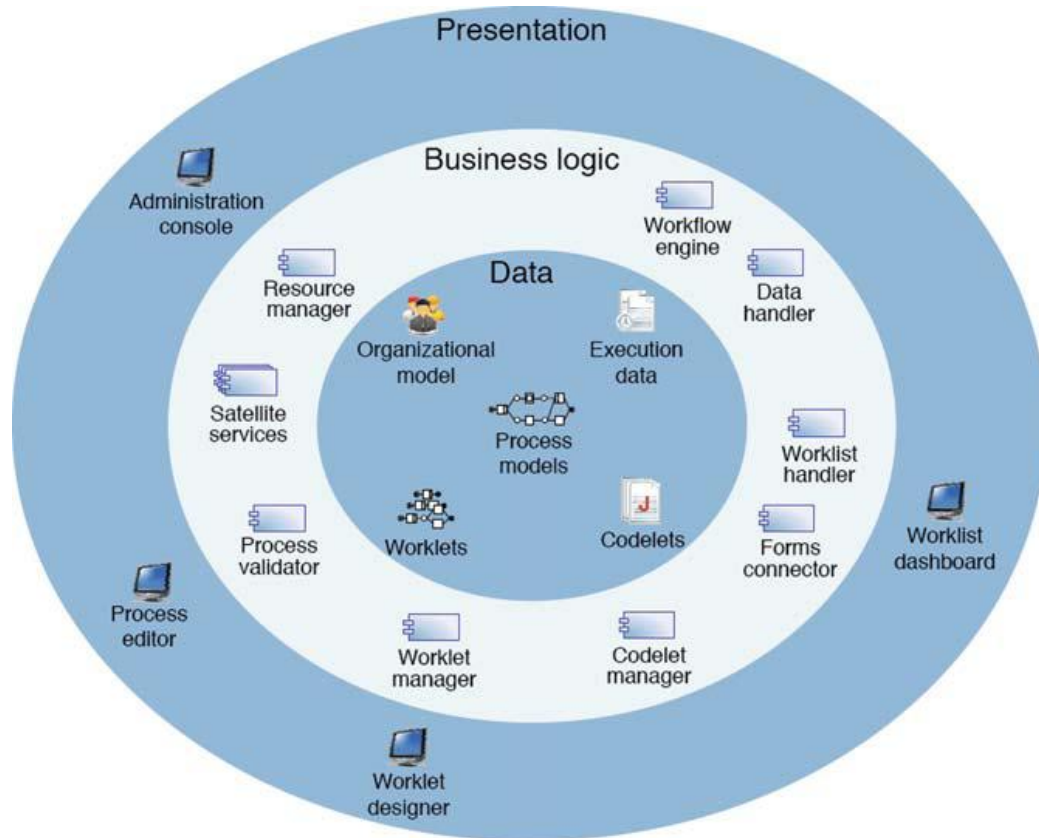 Presentation
Administration
console
Business logic
Workflow
engine
Resource
manager
Data
handler
Satellite
services
Worklist
handler
Process
validator
Forms
connector
Worklet
manager
Codelet
manager
Data
Organizational
model
Execution
data
Process
models
Worklets
J
Codelets
Worklist
dashboard
Process
editor
Worklet
designer